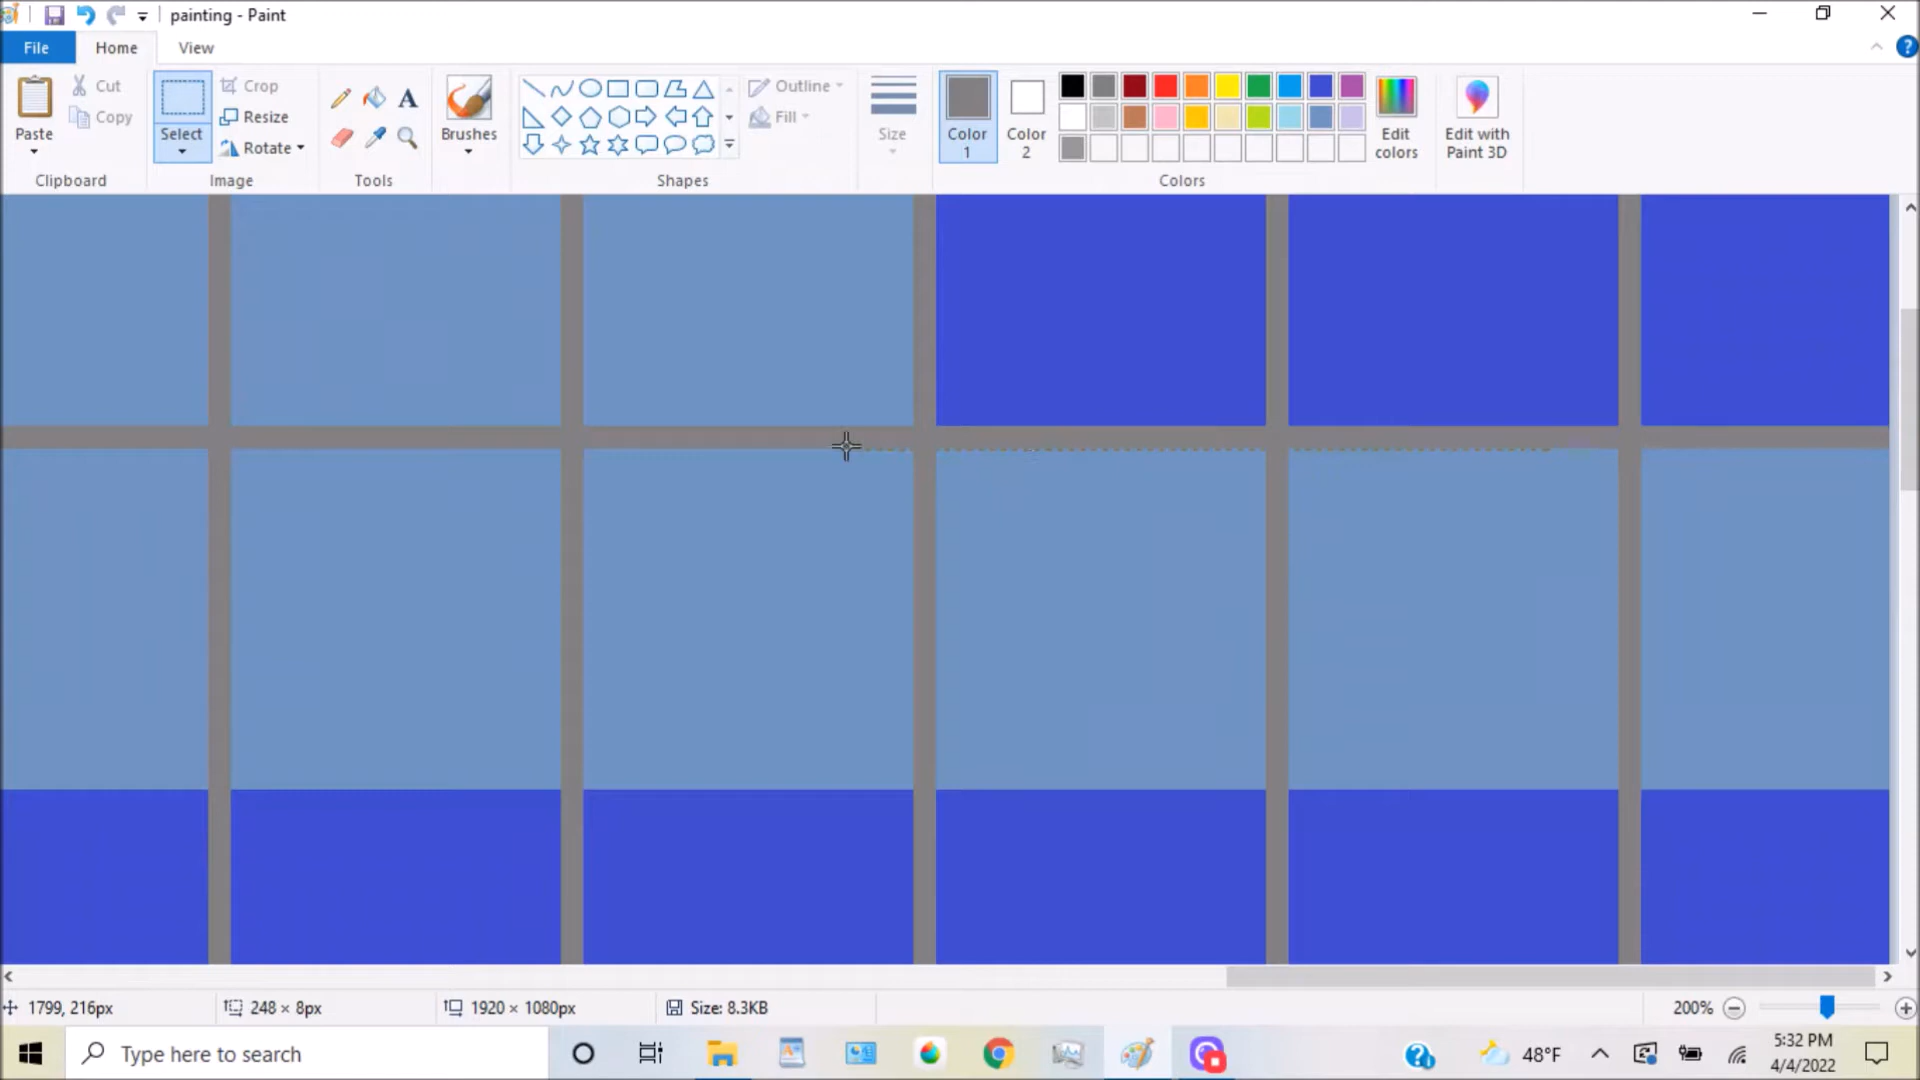 painting - Paint
File Home View
Paste
Cut
Copy
Clipboard
Select
Crop
Resize
Rotate
Image
A
Tools
Brushes
Shapes
Outline
Fill
Size
Color
1
Color
2
Colors
Edit
colors
Edit with
Paint 3D
1799, 216px
248 × 8px
1920 × 1080px
Size: 8.3KB
200%
Type here to search
48°F
5:32 PM
4/4/2022